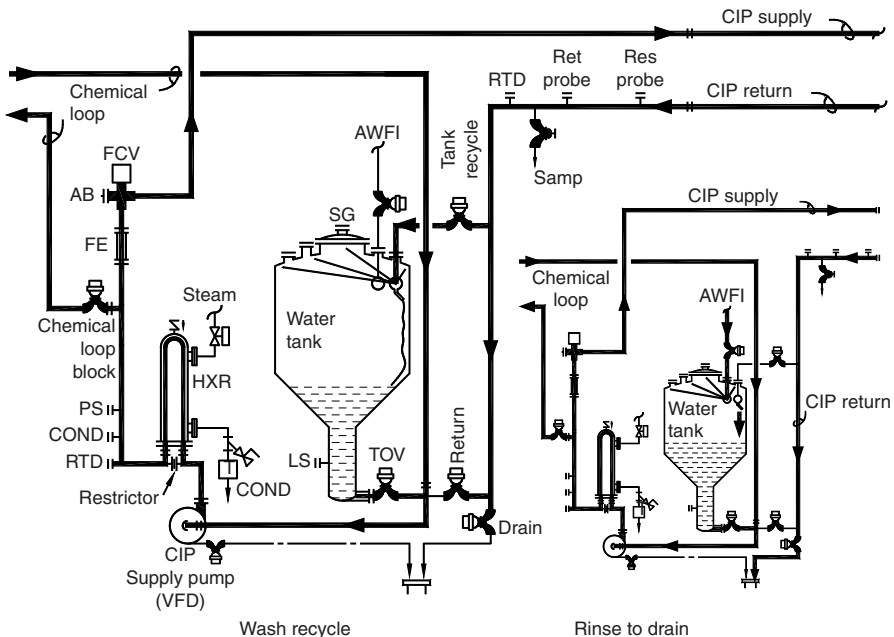 CIP supply
Chemical
loop
RTD
Ret
probe
Res
probe
CIP return
FCV
AWFI
Tank
recycle
Samp
AB
SG
CIP supply
FE
Steam
Chemical
loop
AWFI
Chemical
loop
block
Water
tank
HXR
PS
COND
RTD
LS
TOV
Return
Water
tank
CIP return
Restrictor
COND
Drain
CIP
Supply pump
(VFD)
Wash recycle
Rinse to drain